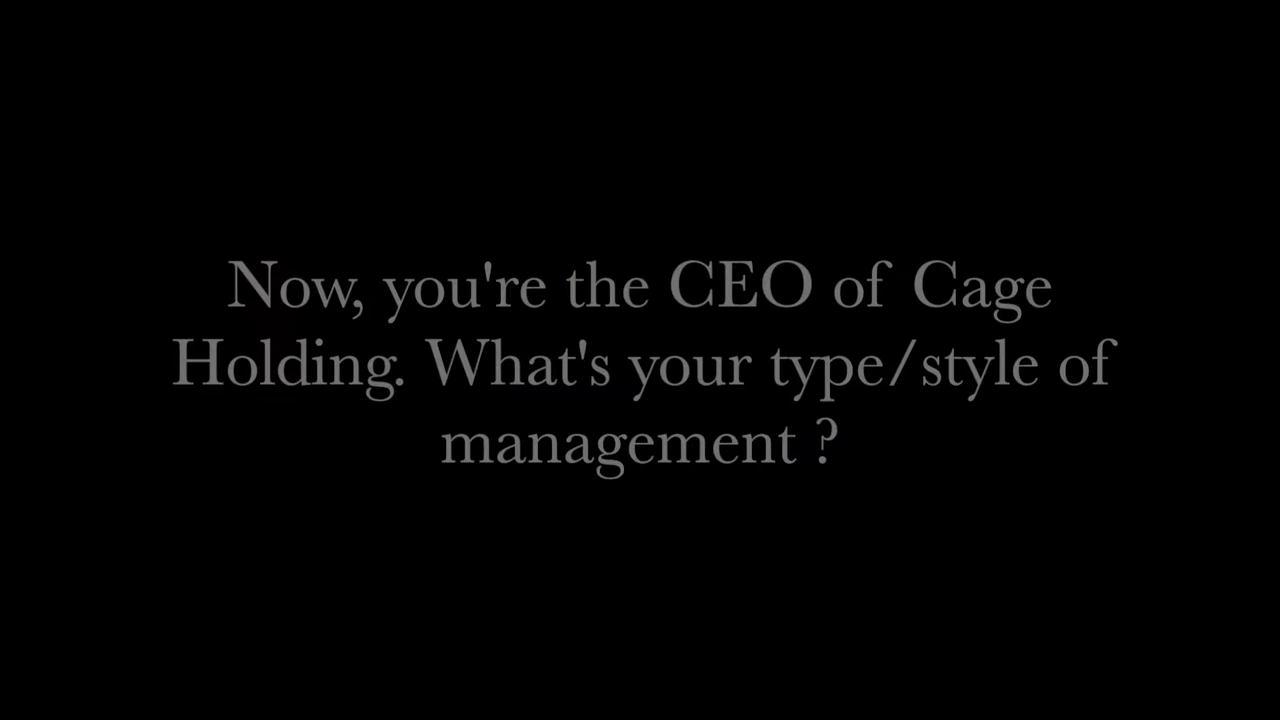 Now, you're the CEO of Cage
Holding. What's your type/style of
management ?